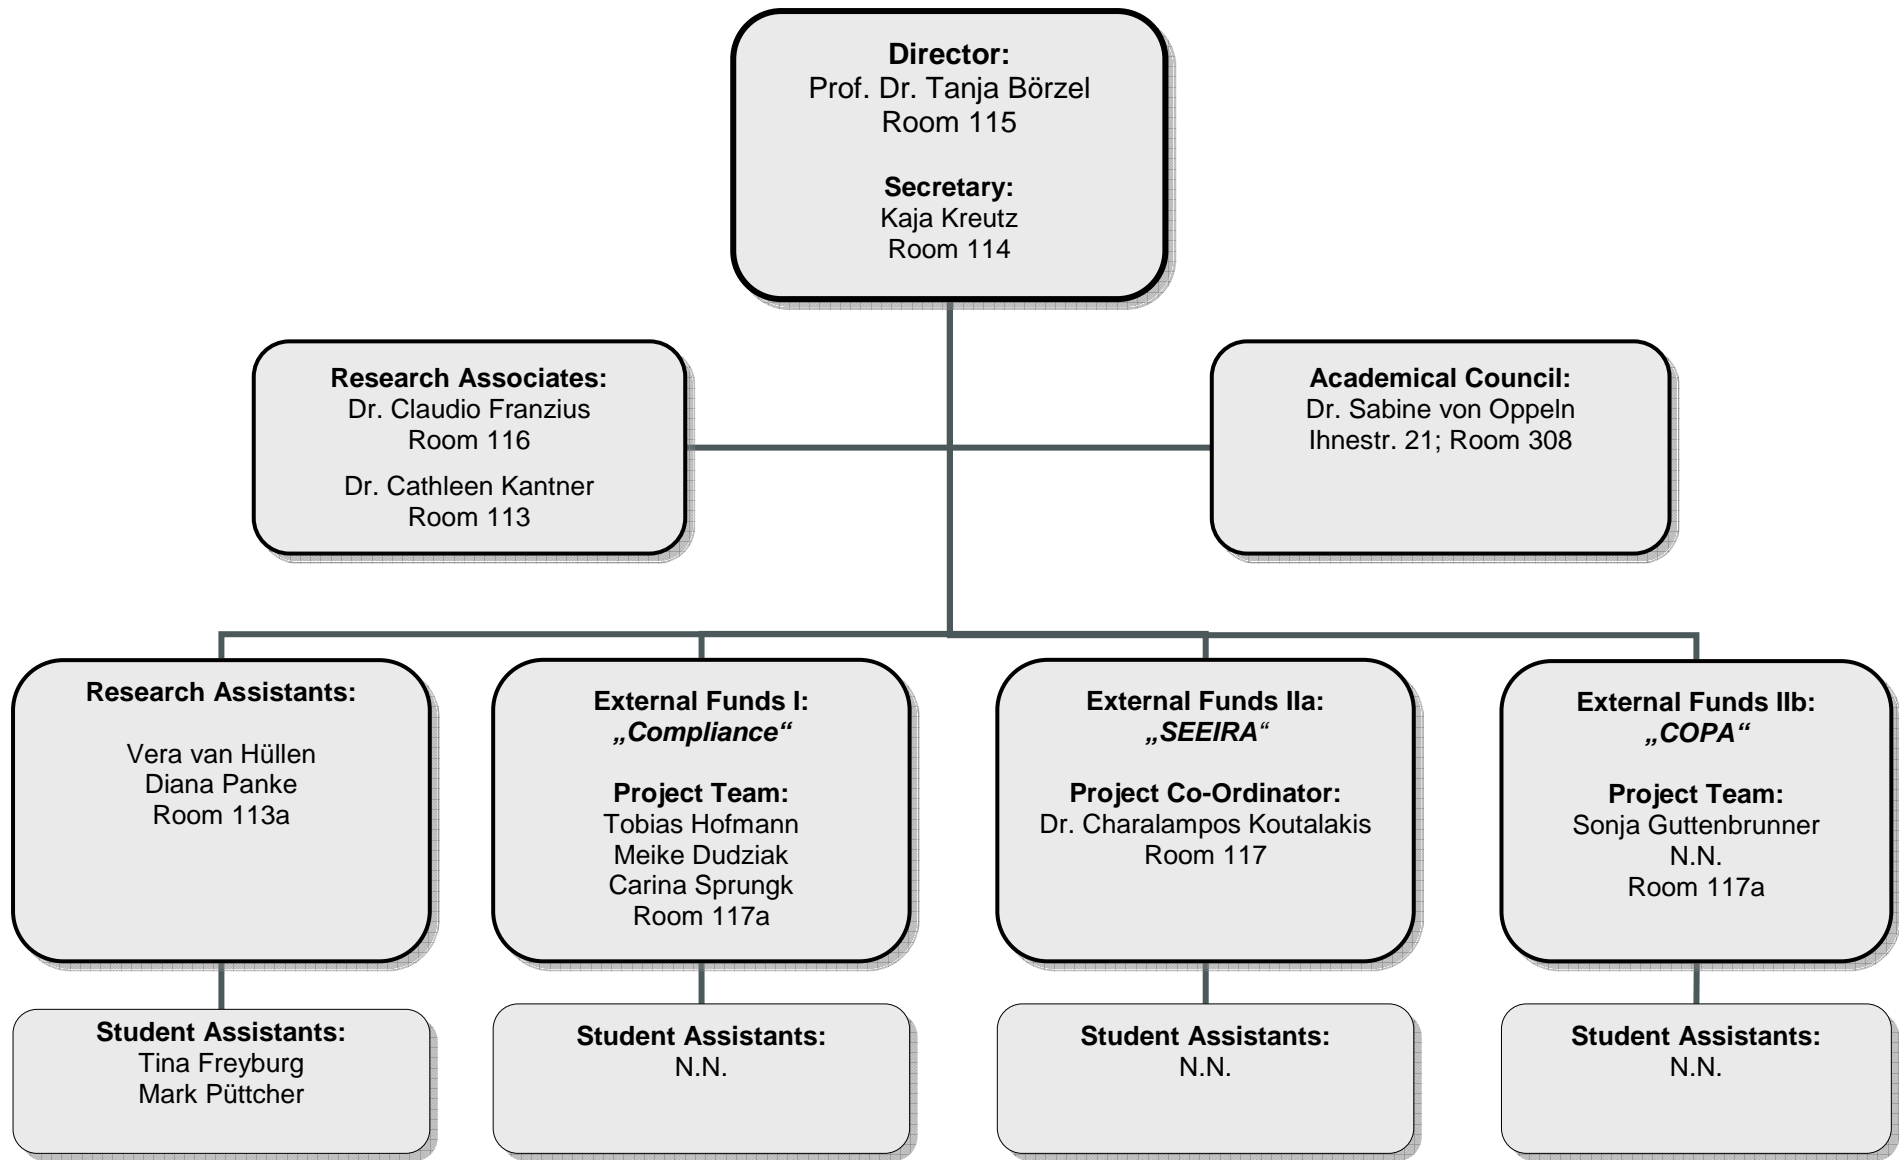 Director:
Prof. Dr. Tanja Börzel
Room 115
Secretary:
Kaja Kreutz
Room 114
Research Associates:
Dr. Claudio Franzius
Room 116
Dr. Cathleen Kantner
Room 113
Academical Council:
Dr. Sabine von Oppeln
Ihnestr. 21; Room 308
Research Assistants:
Vera van Hüllen
Diana Panke
Room 113a
External Funds I:
„Compliance“
Project Team:
Tobias Hofmann
Meike Dudziak
Carina Sprungk
Room 117a
External Funds IIa:
„SEEIRA“
Project Co-Ordinator:
Dr. Charalampos Koutalakis
Room 117
External Funds IIb:
„COPA“
Project Team:
Sonja Guttenbrunner
N.N.
Room 117a
Student Assistants:
Tina Freyburg
Mark Püttcher
Student Assistants:
N.N.
Student Assistants:
N.N.
Student Assistants:
N.N.